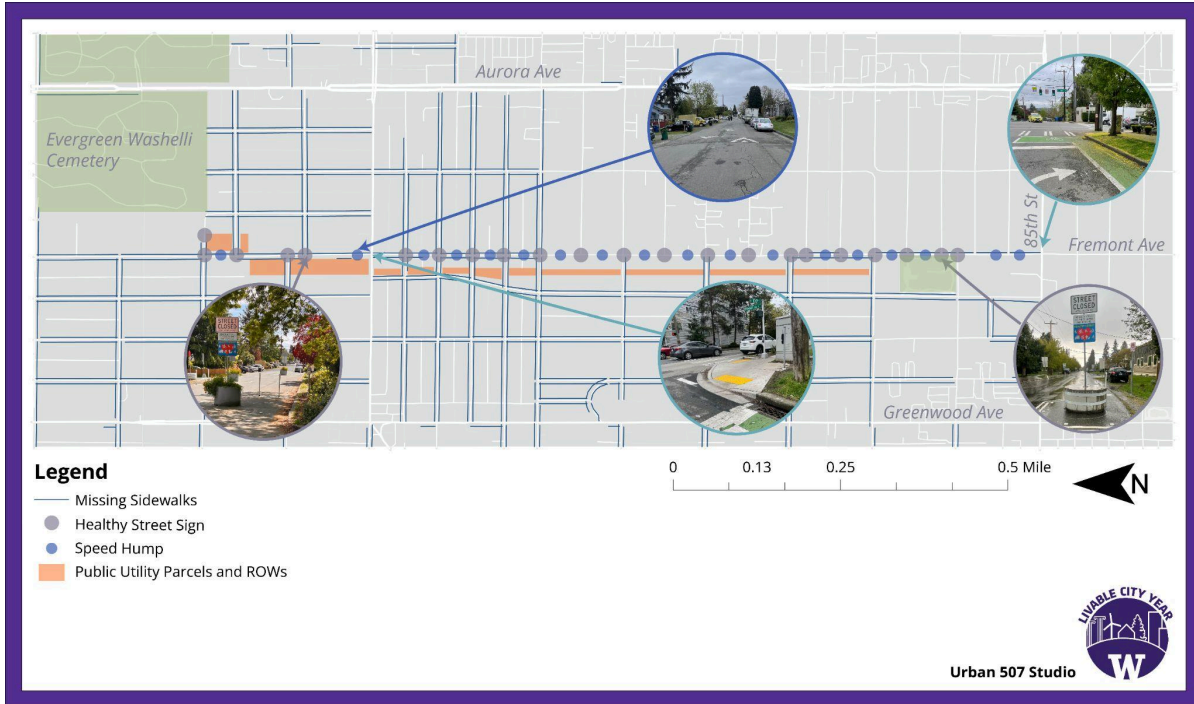 Aurora Ave
Evergreen Washelli
Cemetery
85th St
Fremont Ave
STREET
CLOSED
STREET
CLOSED
Greenwood Ave
Legend
Missing Sidewalks
Healthy Street Sign
Speed Hump
Public Utility Parcels and ROWs
0 0.13 0.25 0.5 Mile
N
LIVABLE CITY YEAR
W
Urban 507 Studio